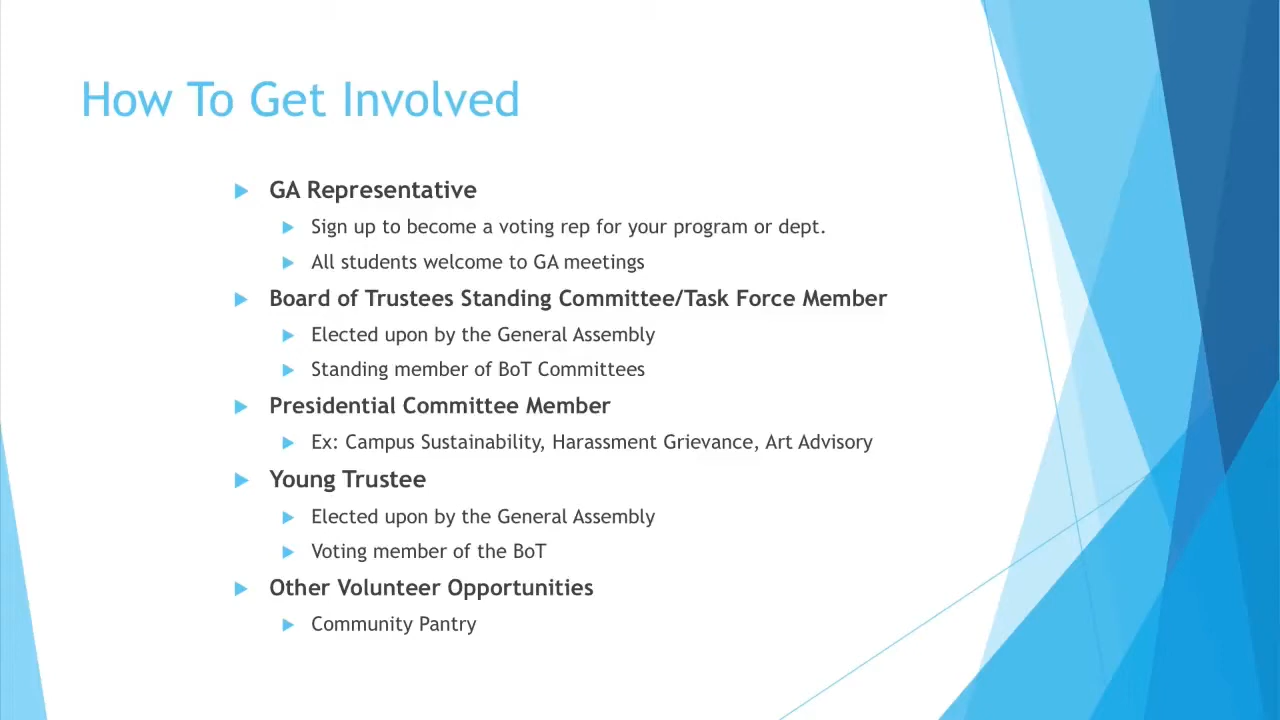 How To Get Involved
GA Representative
Sign up to become a voting rep for your program or dept.
All students welcome to GA meetings
Board of Trustees Standing Committee/Task Force Member
Elected upon by the General Assembly
Standing member of BoT Committees
Presidential Committee Member
Ex: Campus Sustainability, Harassment Grievance, Art Advisory
Young Trustee
Elected upon by the General Assembly
Voting member of the BoT
Other Volunteer Opportunities
Community Pantry